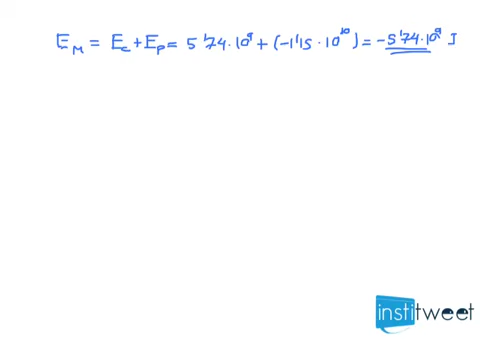 E_M = E_c + E_p = 5'74·10⁹ + (-1'15·10¹⁰) = -5'74·10⁹ J
institweet